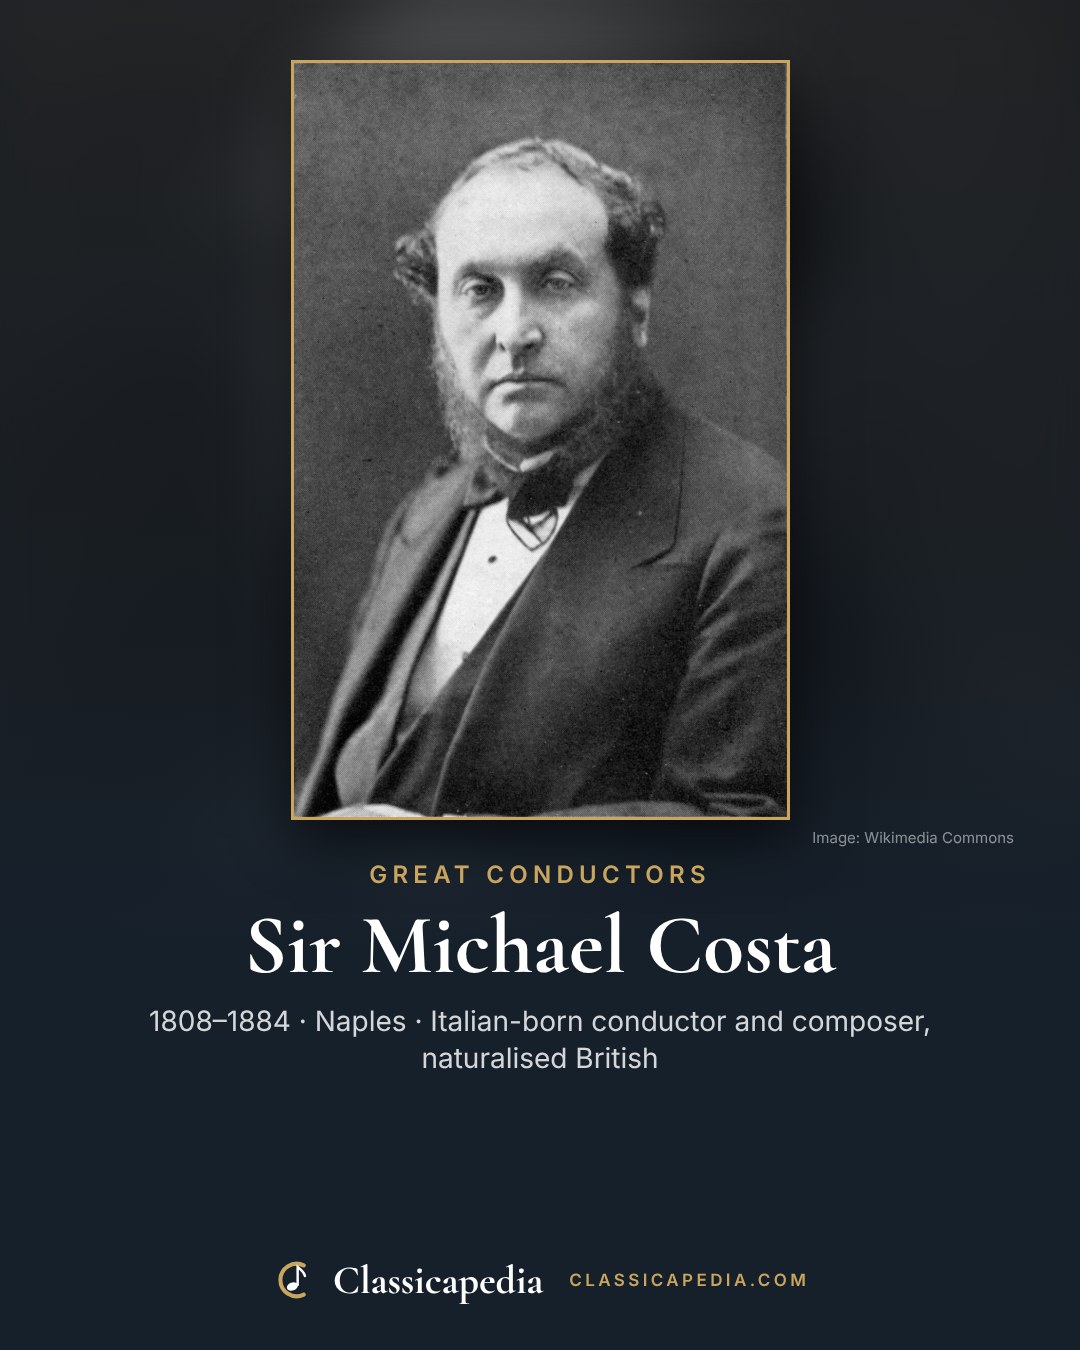 Image: Wikimedia Commons
GREAT CONDUCTORS
Sir Michael Costa
1808–1884 · Naples · Italian-born conductor and composer,
naturalised British
Classicapedia CLASSICAPEDIA.COM